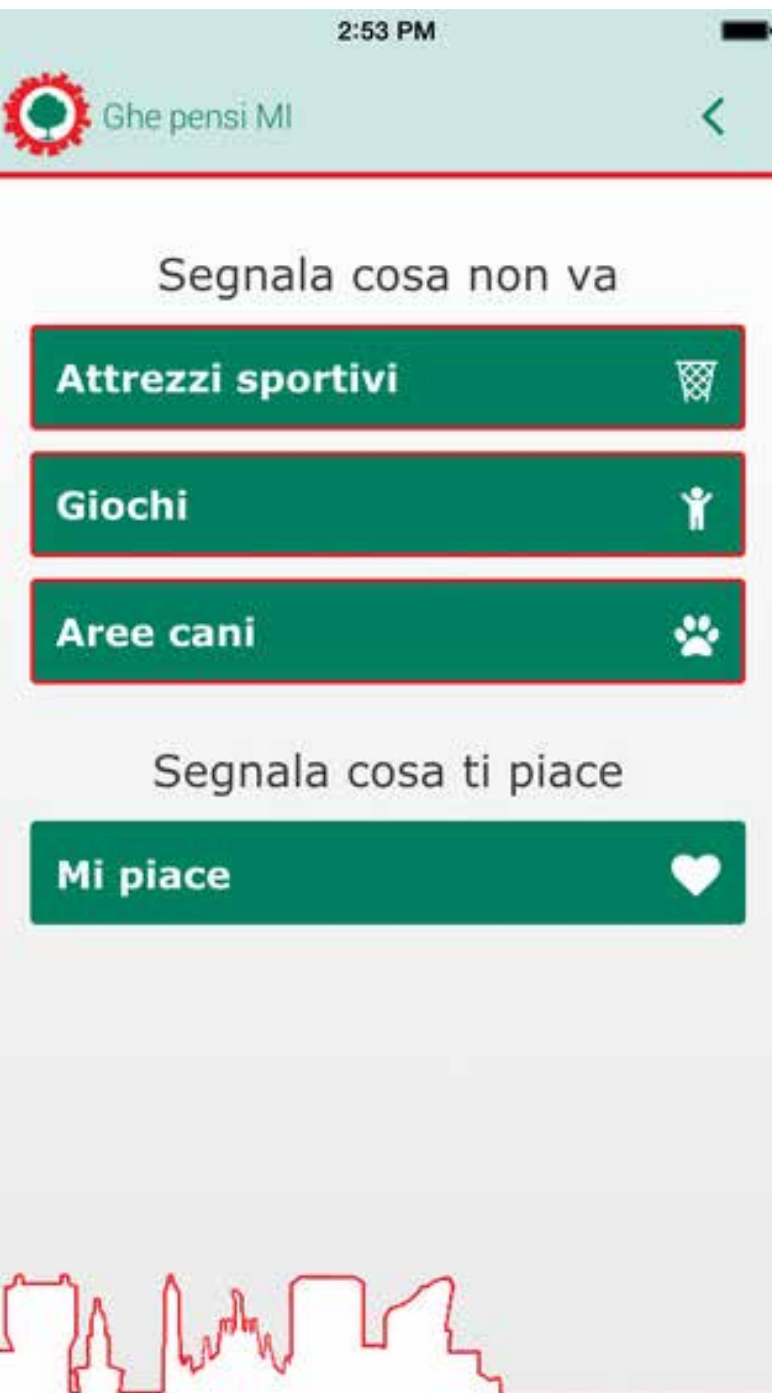 2:53 PM
Ghe pensi MI
Segnala cosa non va
Attrezzi sportivi
Giochi
Aree cani
Segnala cosa ti piace
Mi piace